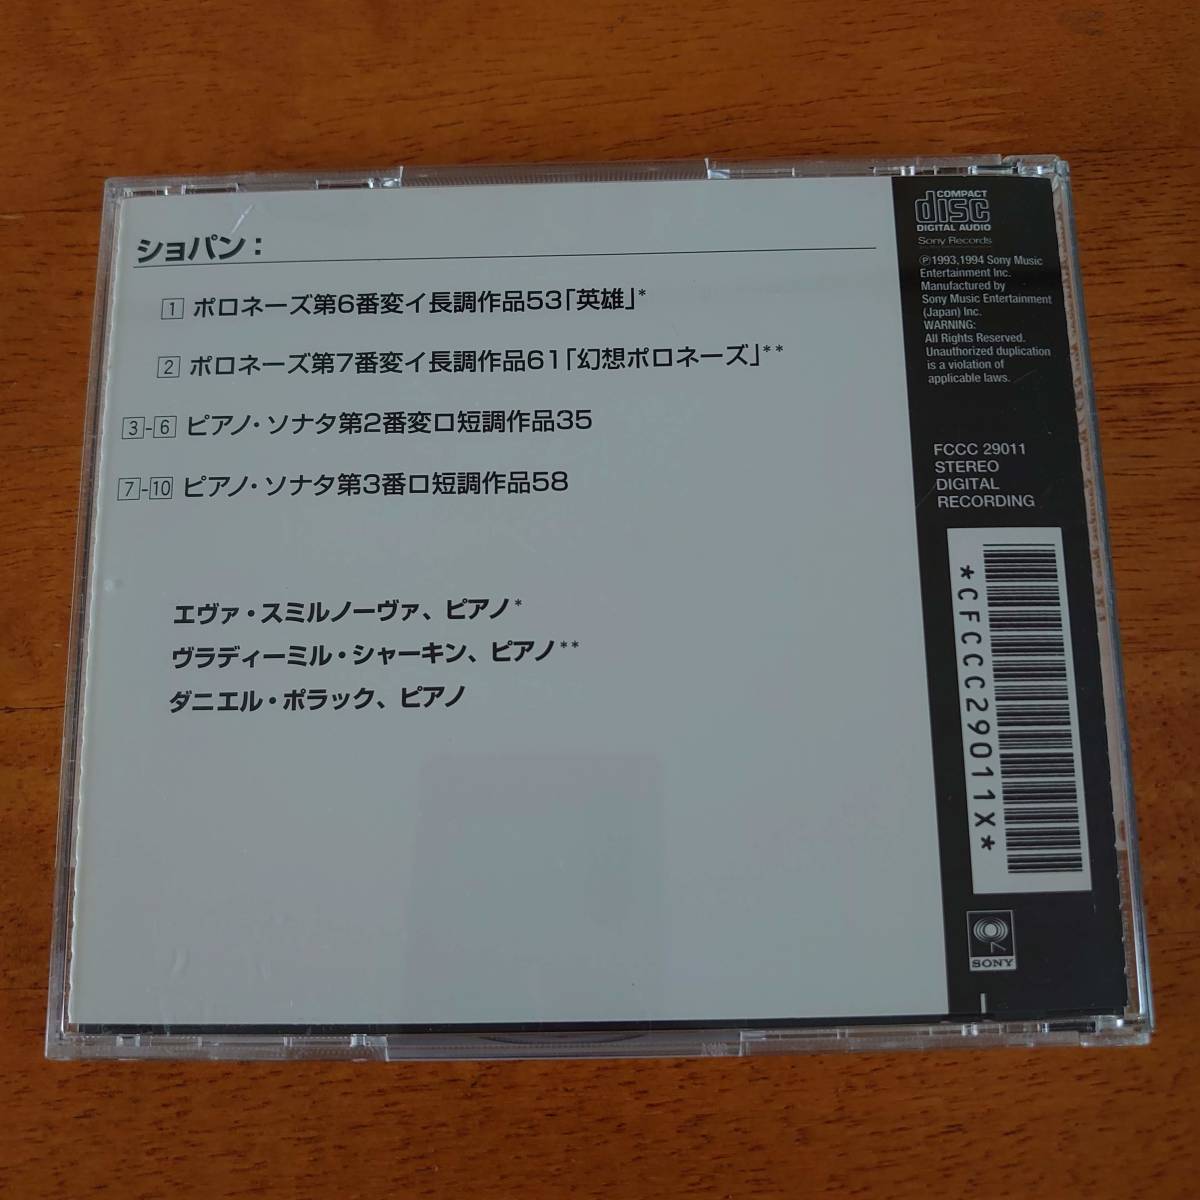 ショパン：
1 ポロネーズ第6番変イ長調作品53「英雄」*
2 ポロネーズ第7番変イ長調作品61「幻想ポロネーズ」**
3-6 ピアノ・ソナタ第2番変ロ短調作品35
7-10 ピアノ・ソナタ第3番ロ短調作品58
エヴァ・スミルノーヴァ、ピアノ*
ヴラディーミル・シャーキン、ピアノ**
ダニエル・ポラック、ピアノ
COMPACT
disc
DIGITAL AUDIO
Sony Records
℗1993,1994 Sony Music
Entertainment Inc.
Manufactured by
Sony Music Entertainment
(Japan) Inc.
WARNING:
All Rights Reserved.
Unauthorized duplication
is a violation of
applicable laws.
FCCC 29011
STEREO
DIGITAL
RECORDING
*CFCCC29011X*
SONY